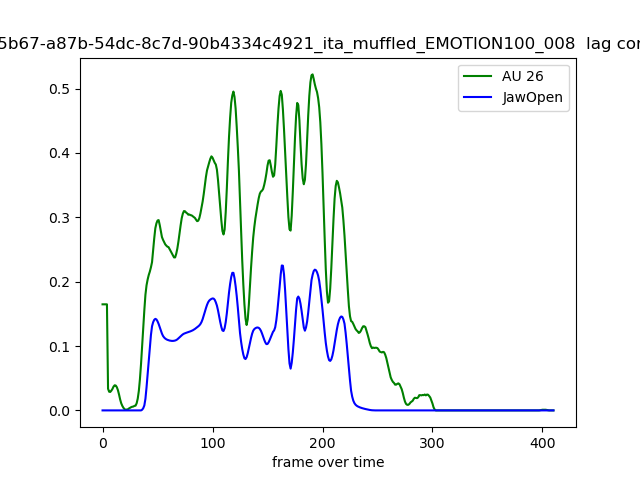 5b67-a87b-54dc-8c7d-90b4334c4921_ita_muffled_EMOTION100_008 lag cor
AU 26
JawOpen
0.5
0.4
0.3
0.2
0.1
0.0
0 100 200 300 400
frame over time